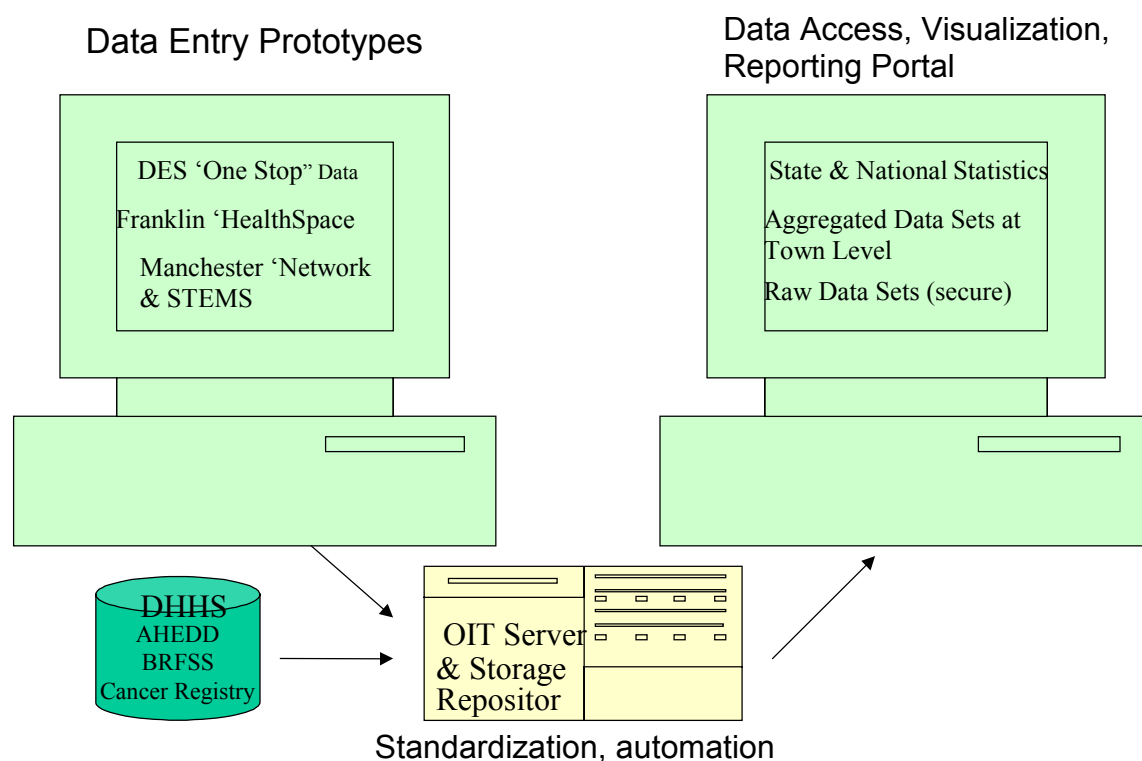 Data Entry Prototypes
Data Access, Visualization,
Reporting Portal
DES ‘One Stop” Data
Franklin ‘HealthSpace
Manchester ‘Network
& STEMS
State & National Statistics
Aggregated Data Sets at
Town Level
Raw Data Sets (secure)
DHHS
AHEDD
BRFSS
Cancer Registry
OIT Server
& Storage
Repositor
Standardization, automation